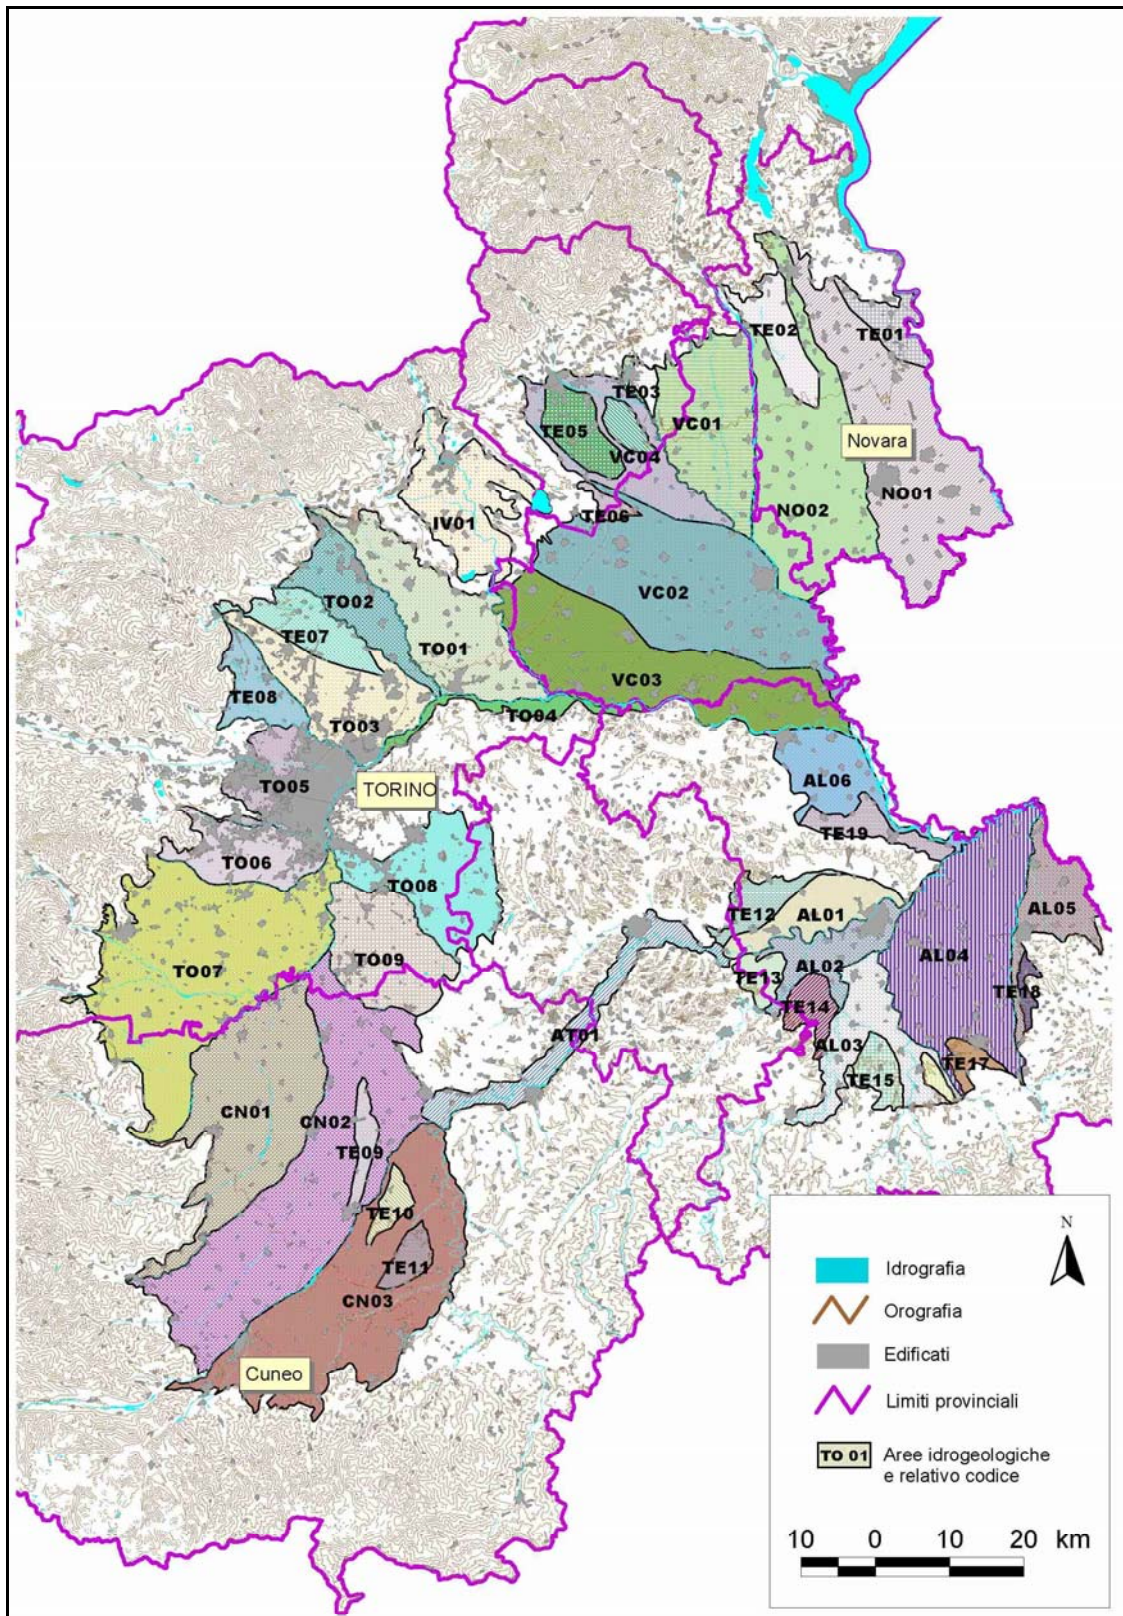 TE02
TE01
TE03
TE05
VC01
VC04
Novara
NO01
IV01
TE06
NO02
TO02
VC02
TE07
TO01
VC03
TE08
TO04
TO03
TO05
TORINO
AL06
TE19
TO06
TO08
TE12
AL01
AL05
TO07
TO09
AL04
AL02
TE13
TE18
TE14
AT01
AL03
TE17
TE15
CN01
CN02
TE09
TE10
TE11
CN03
Cuneo
N
Idrografia
Orografia
Edificati
Limiti provinciali
TO 01 Aree idrogeologiche
e relativo codice
10 0 10 20 km